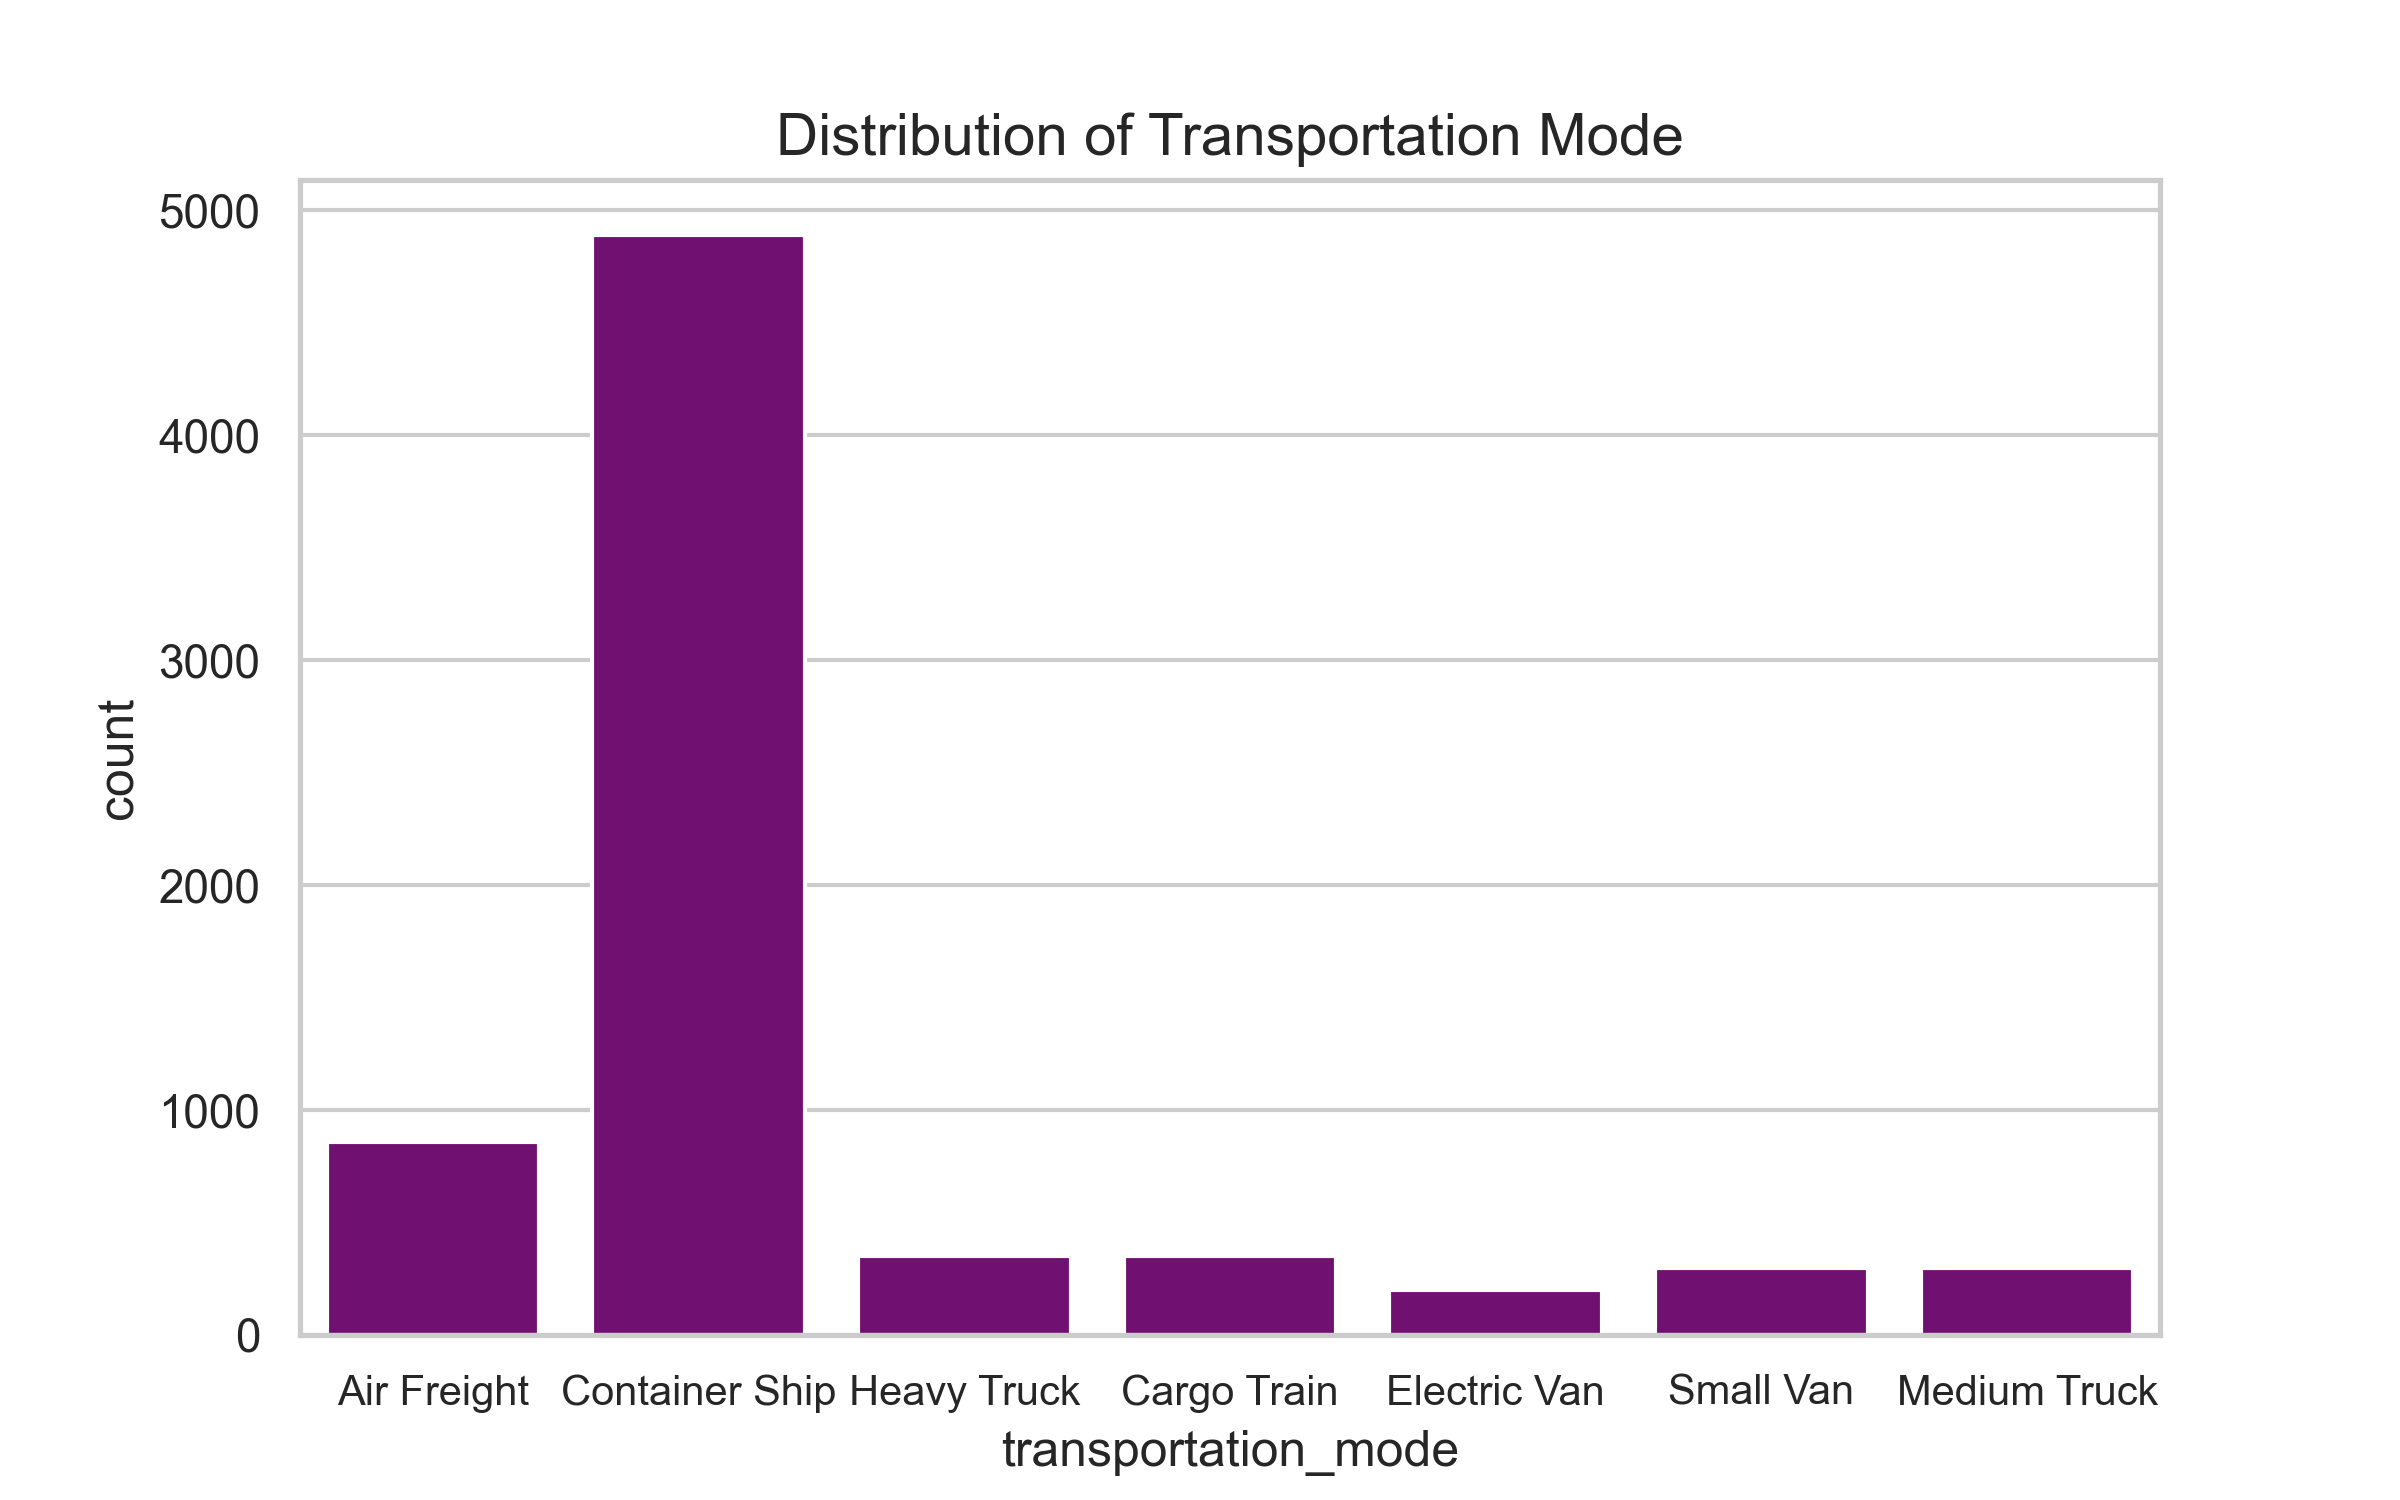 Distribution of Transportation Mode
5000
4000
3000
2000
1000
0
count
Air Freight Container Ship Heavy Truck Cargo Train Electric Van Small Van Medium Truck
transportation_mode